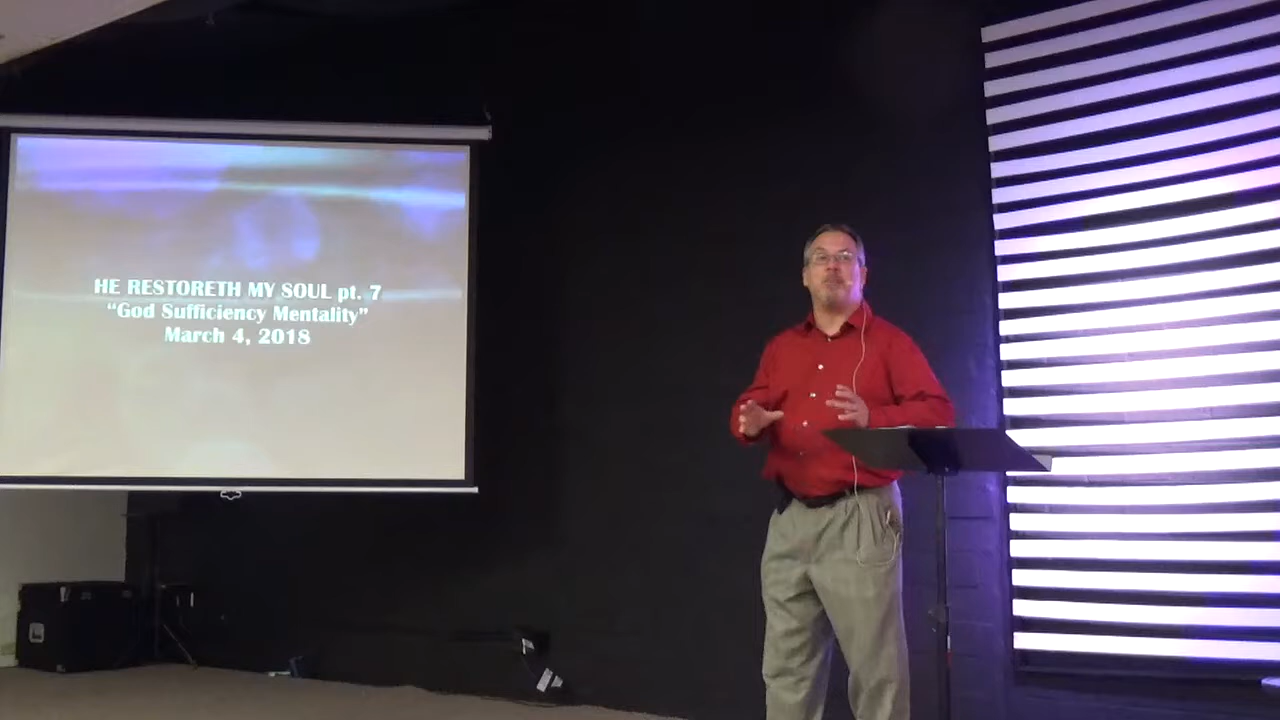 HE RESTORETH MY SOUL pt. 7
“God Sufficiency Mentality”
March 4, 2018